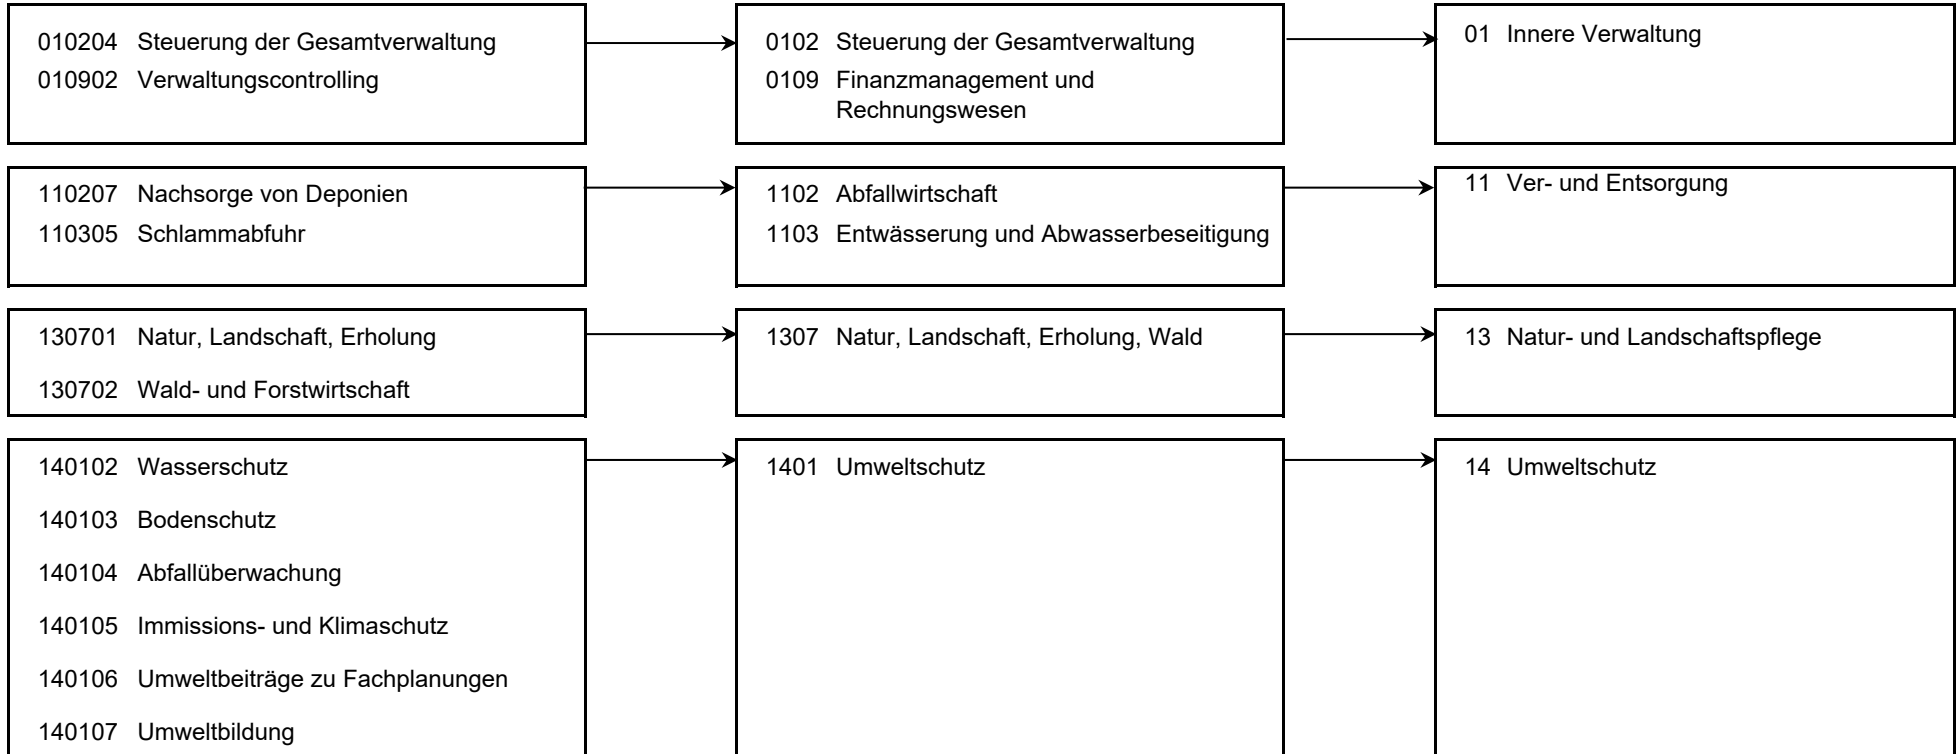 010204 Steuerung der Gesamtverwaltung
010902 Verwaltungscontrolling
0102 Steuerung der Gesamtverwaltung
0109 Finanzmanagement und
Rechnungswesen
01 Innere Verwaltung
110207 Nachsorge von Deponien
110305 Schlammabfuhr
1102 Abfallwirtschaft
1103 Entwässerung und Abwasserbeseitigung
11 Ver- und Entsorgung
130701 Natur, Landschaft, Erholung
130702 Wald- und Forstwirtschaft
1307 Natur, Landschaft, Erholung, Wald
13 Natur- und Landschaftspflege
140102 Wasserschutz
140103 Bodenschutz
140104 Abfallüberwachung
140105 Immissions- und Klimaschutz
140106 Umweltbeiträge zu Fachplanungen
140107 Umweltbildung
1401 Umweltschutz
14 Umweltschutz